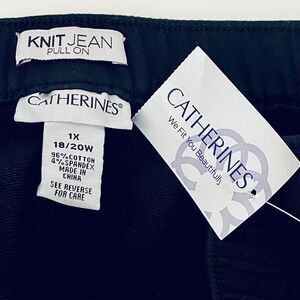 KNIT JEAN
PULL ON
CATHERINES®
1X
18/20W
96% COTTON
4% SPANDEX
MADE IN
CHINA
SEE REVERSE
FOR CARE
CATHERINES®
We Fit You Beautifully.